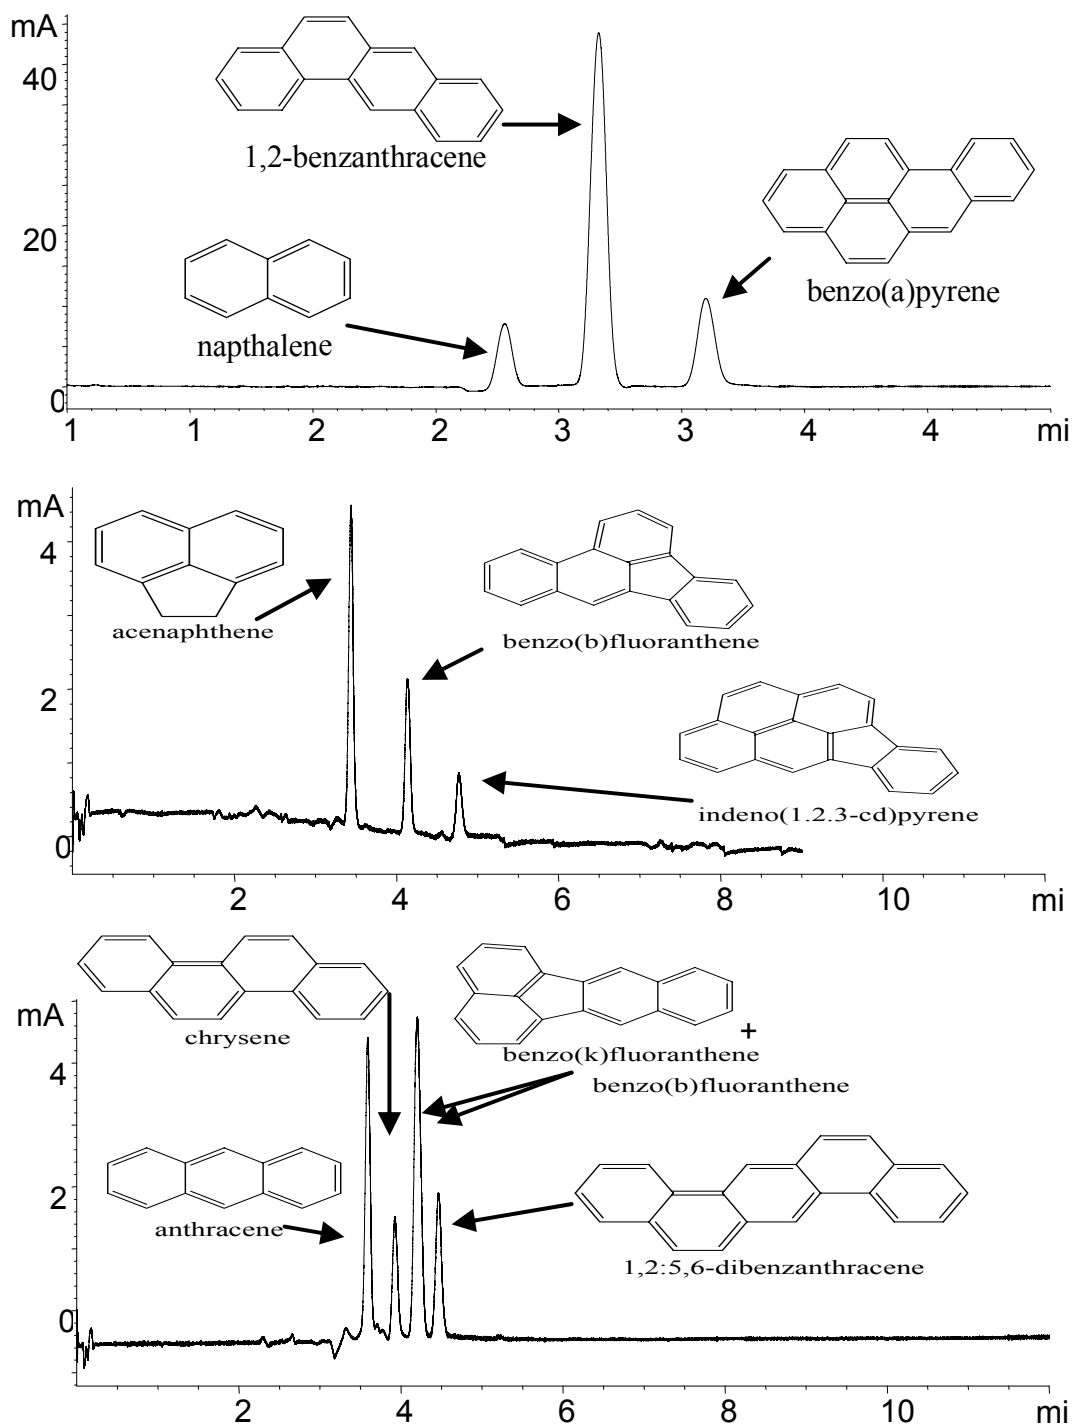 mA
40
1,2-benzanthracene
20
benzo(a)pyrene
napthalene
0
1 1 2 2 3 3 4 4 mi
mA
4
acenaphthene
benzo(b)fluoranthene
2
indeno(1.2.3-cd)pyrene
0
2 4 6 8 10 mi
mA
chrysene
+
benzo(k)fluoranthene
4
benzo(b)fluoranthene
2
anthracene
1,2:5,6-dibenzanthracene
0
2 4 6 8 10 mi